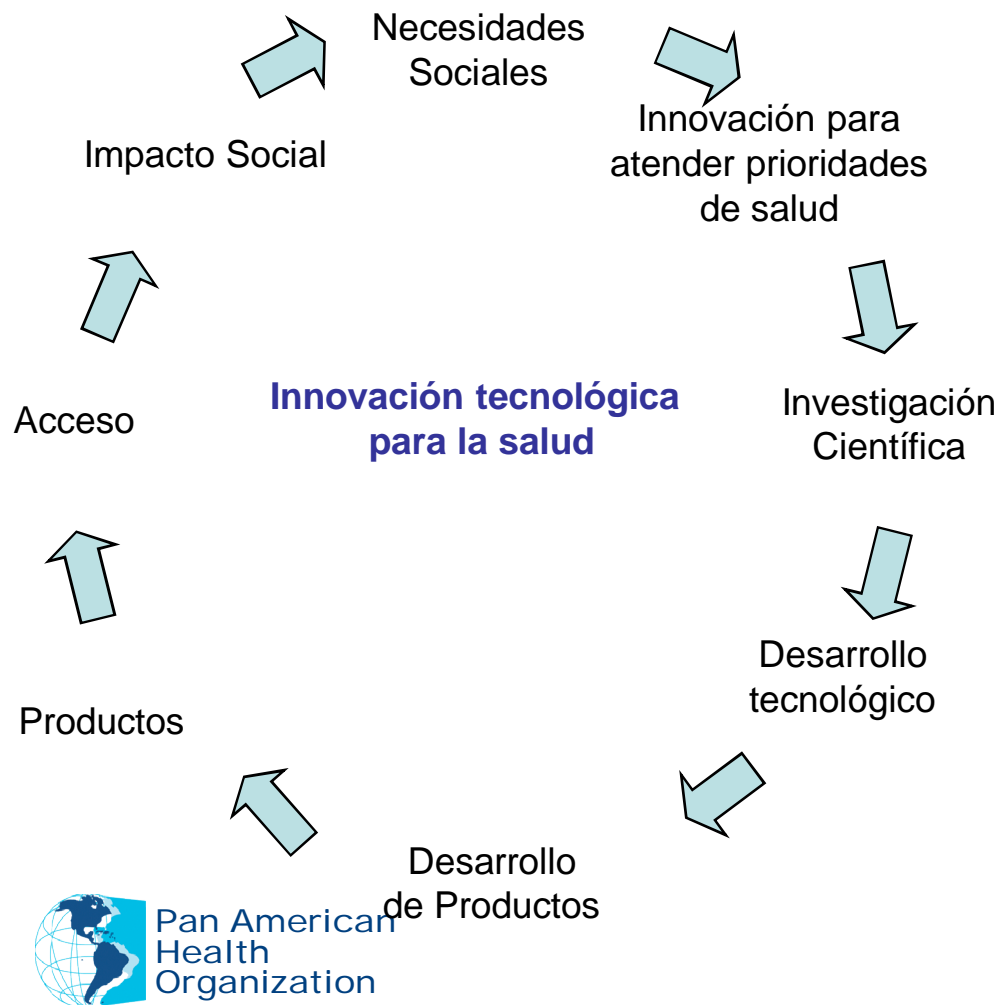 Necesidades
Sociales
Innovación para
atender prioridades
de salud
Impacto Social
Innovación tecnológica
para la salud
Investigación
Científica
Acceso
Desarrollo
tecnológico
Productos
Desarrollo
de Productos
Pan American
Health
Organization